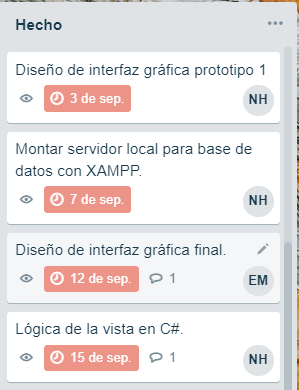 Hecho
Diseño de interfaz gráfica prototipo 1
3 de sep.
NH
Montar servidor local para base de
datos con XAMPP.
7 de sep.
NH
Diseño de interfaz gráfica final.
12 de sep.
1
EM
Lógica de la vista en C#.
15 de sep.
1
NH